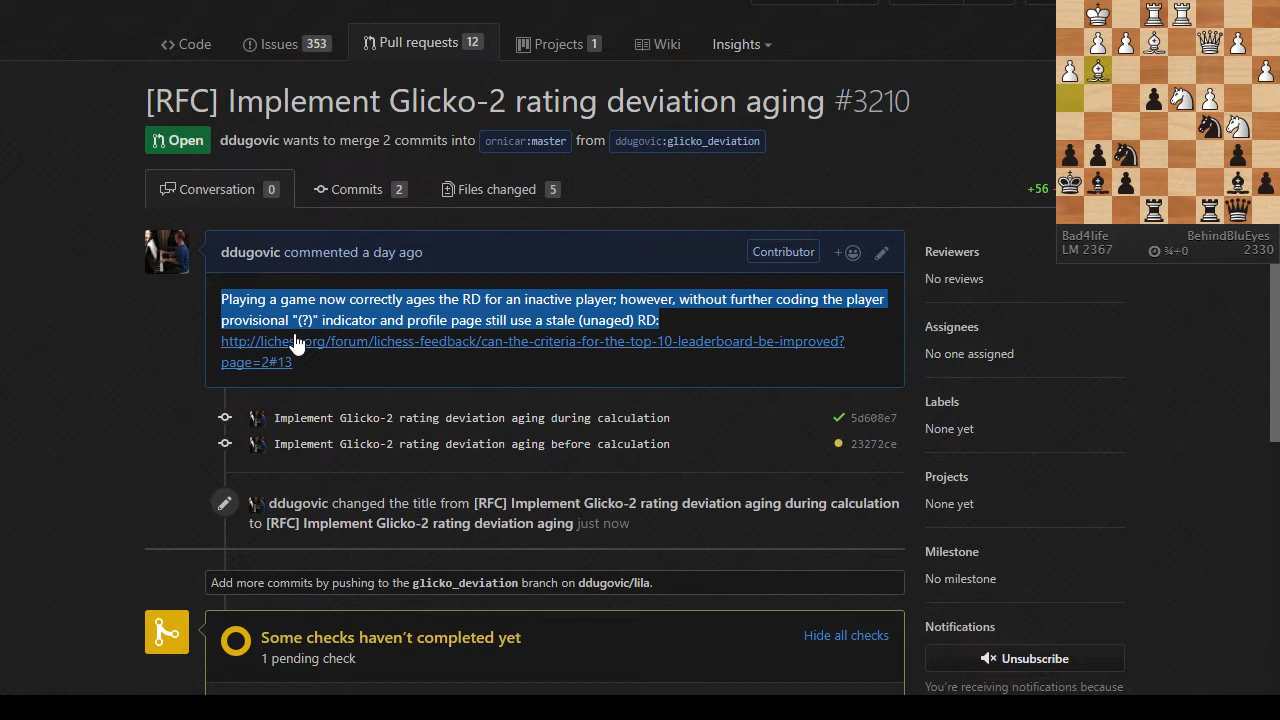 Code
Issues 353
Pull requests 12
Projects 1
Wiki
Insights
[RFC] Implement Glicko-2 rating deviation aging #3210
Open
ddugovic wants to merge 2 commits into ornicar:master from ddugovic:glicko_deviation
Conversation 0
Commits 2
Files changed 5
+56
Bad4life BehindBluEyes
LM 2367 ¾+0 2330
ddugovic commented a day ago
Contributor
Playing a game now correctly ages the RD for an inactive player; however, without further coding the player
provisional "(?)" indicator and profile page still use a stale (unaged) RD:
http://lichess.org/forum/lichess-feedback/can-the-criteria-for-the-top-10-leaderboard-be-improved?
page=2#13
Implement Glicko-2 rating deviation aging during calculation 5d608e7
Implement Glicko-2 rating deviation aging before calculation 23272ce
ddugovic changed the title from [RFC] Implement Glicko-2 rating deviation aging during calculation
to [RFC] Implement Glicko-2 rating deviation aging just now
Add more commits by pushing to the glicko_deviation branch on ddugovic/lila.
Some checks haven't completed yet
Hide all checks
1 pending check
Reviewers
No reviews
Assignees
No one assigned
Labels
None yet
Projects
None yet
Milestone
No milestone
Notifications
Unsubscribe
You're receiving notifications because